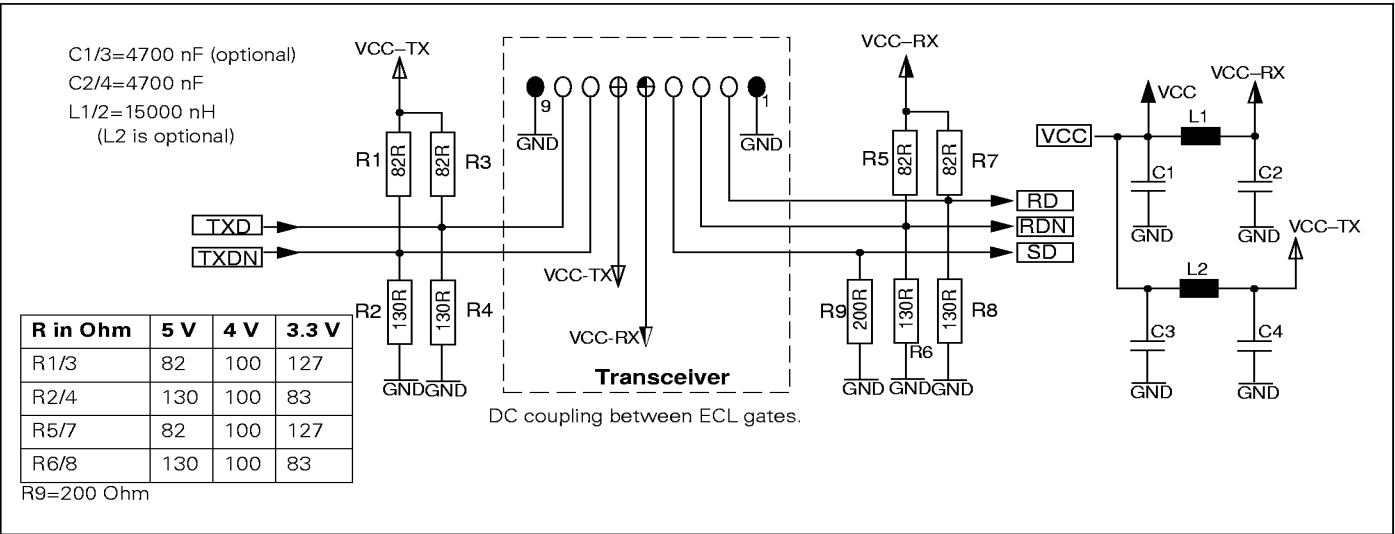 C1/3=4700 nF (optional)
C2/4=4700 nF
L1/2=15000 nH
(L2 is optional)
VCC–TX
R1
82R
82R
R3
TXD
TXDN
R2
130R
130R
R4
GND
GND
9
1
GND
GND
VCC-TX
VCC-RX
Transceiver
DC coupling between ECL gates.
VCC–RX
R5
82R
82R
R7
RD
RDN
SD
R9
200R
130R
130R
R8
R6
GND
GND
GND
VCC
VCC
VCC–RX
L1
C1
C2
GND
GND
VCC–TX
L2
C3
C4
GND
GND
R in Ohm 5 V 4 V 3.3 V
R1/3 82 100 127
R2/4 130 100 83
R5/7 82 100 127
R6/8 130 100 83
R9=200 Ohm